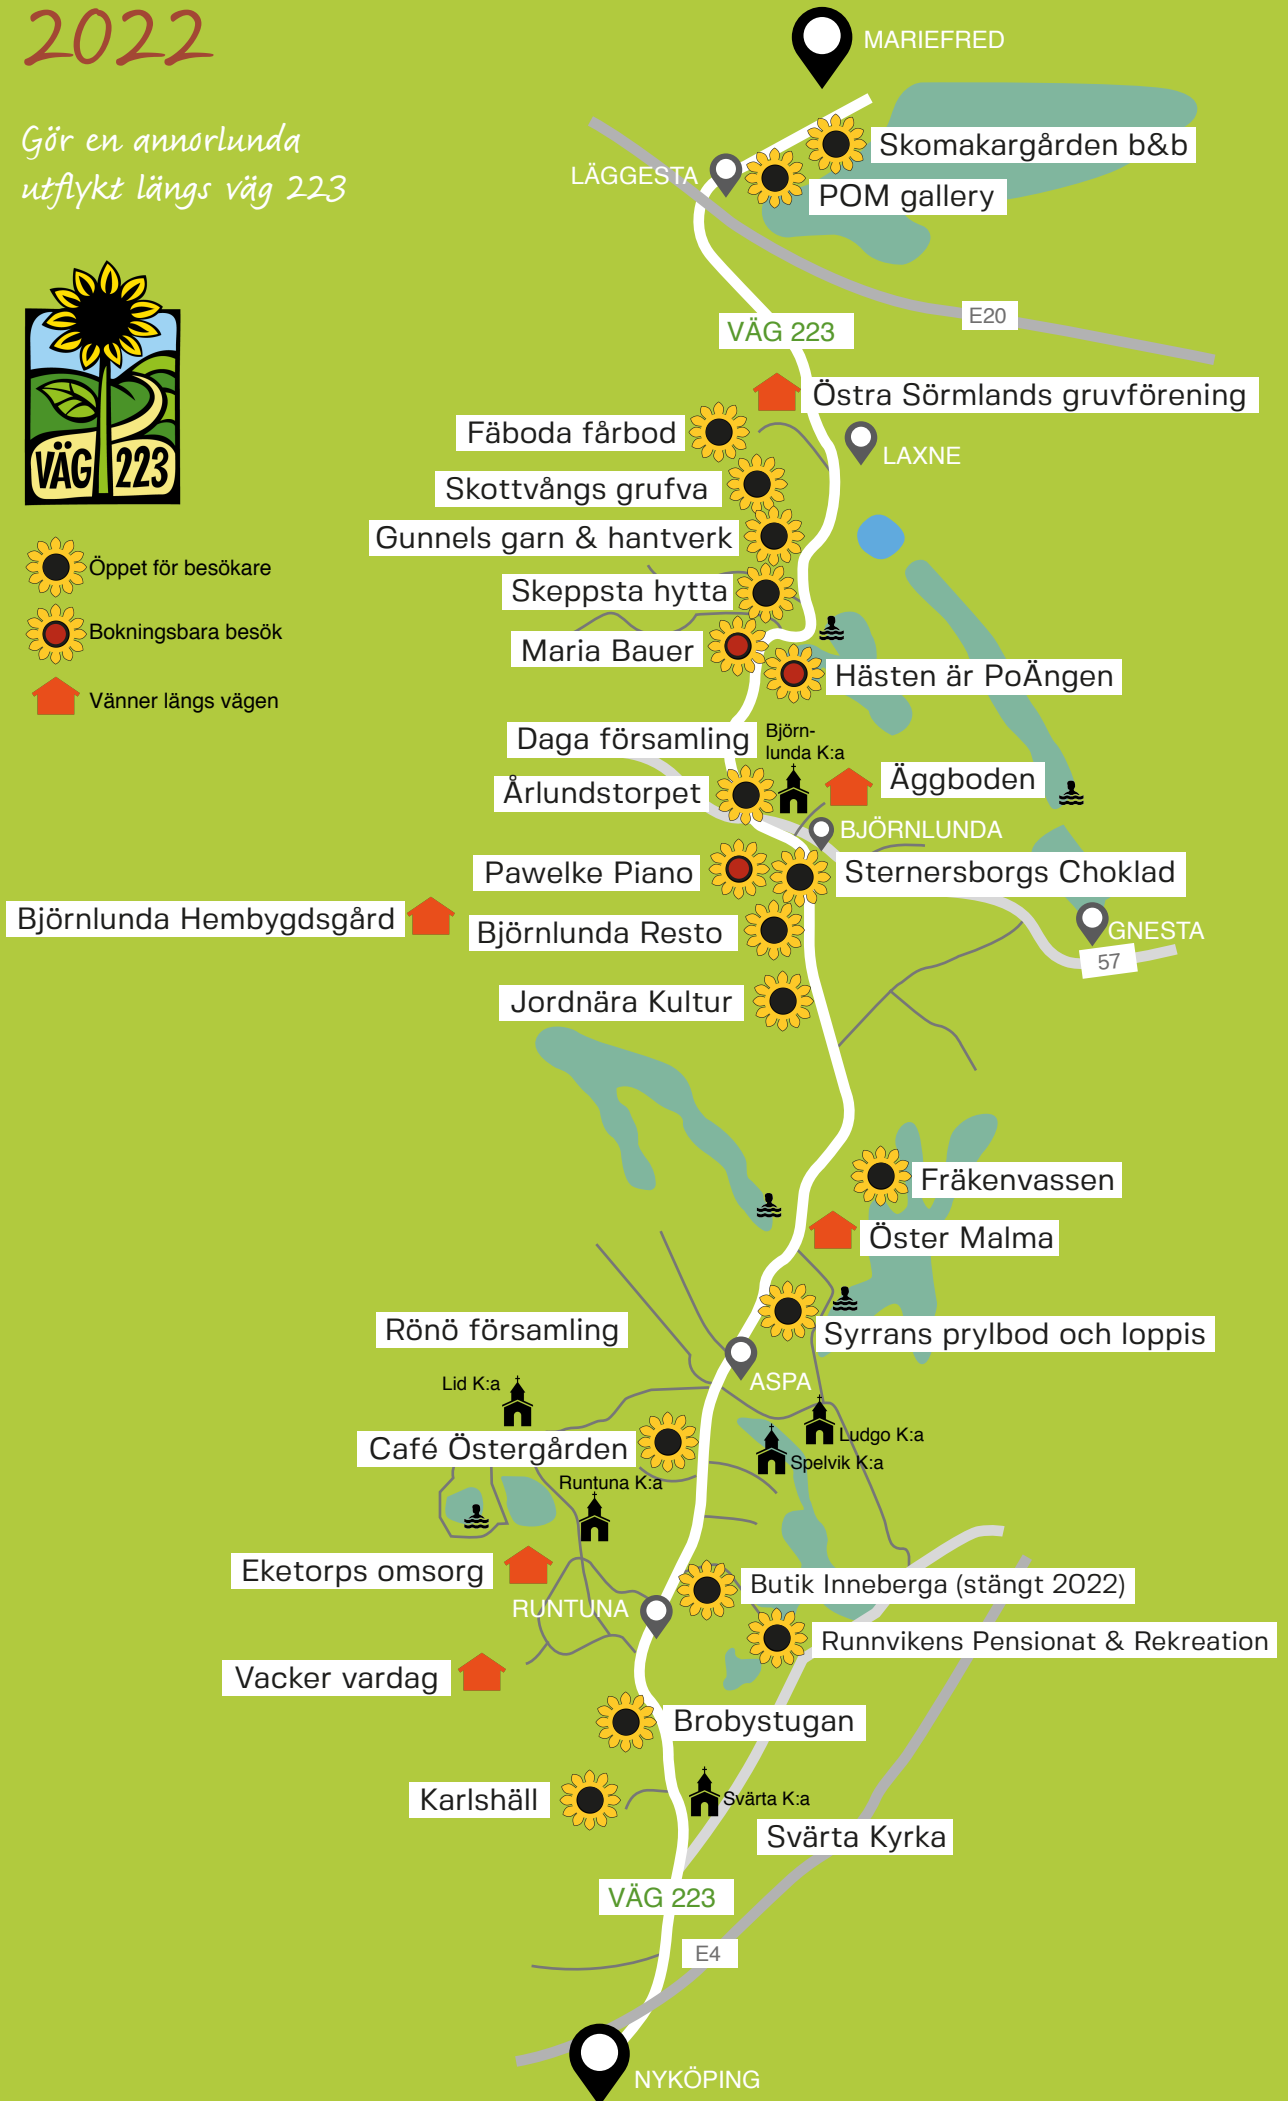 2022
Gör en annorlunda
utflykt längs väg 223
VÄG 223
Öppet för besökare
Bokningsbara besök
Vänner längs vägen
MARIEFRED
Skomakargården b&b
LÄGGESTA
POM gallery
E20
VÄG 223
Östra Sörmlands gruvförening
Fäboda fårbod
LAXNE
Skottvångs grufva
Gunnels garn & hantverk
Skeppsta hytta
Maria Bauer
Hästen är PoÄngen
Daga församling
Björn-
lunda K:a
Äggboden
Årlundstorpet
BJÖRNLUNDA
Pawelke Piano
Sternersborgs Choklad
Björnlunda Hembygdsgård
Björnlunda Resto
GNESTA
57
Jordnära Kultur
Fräkenvassen
Öster Malma
Rönö församling
Syrrans prylbod och loppis
Lid K:a
ASPA
Café Östergården
Ludgo K:a
Spelvik K:a
Runtuna K:a
Eketorps omsorg
Butik Inneberga (stängt 2022)
RUNTUNA
Runnvikens Pensionat & Rekreation
Vacker vardag
Brobystugan
Karlshäll
Svärta K:a
Svärta Kyrka
VÄG 223
E4
NYKÖPING